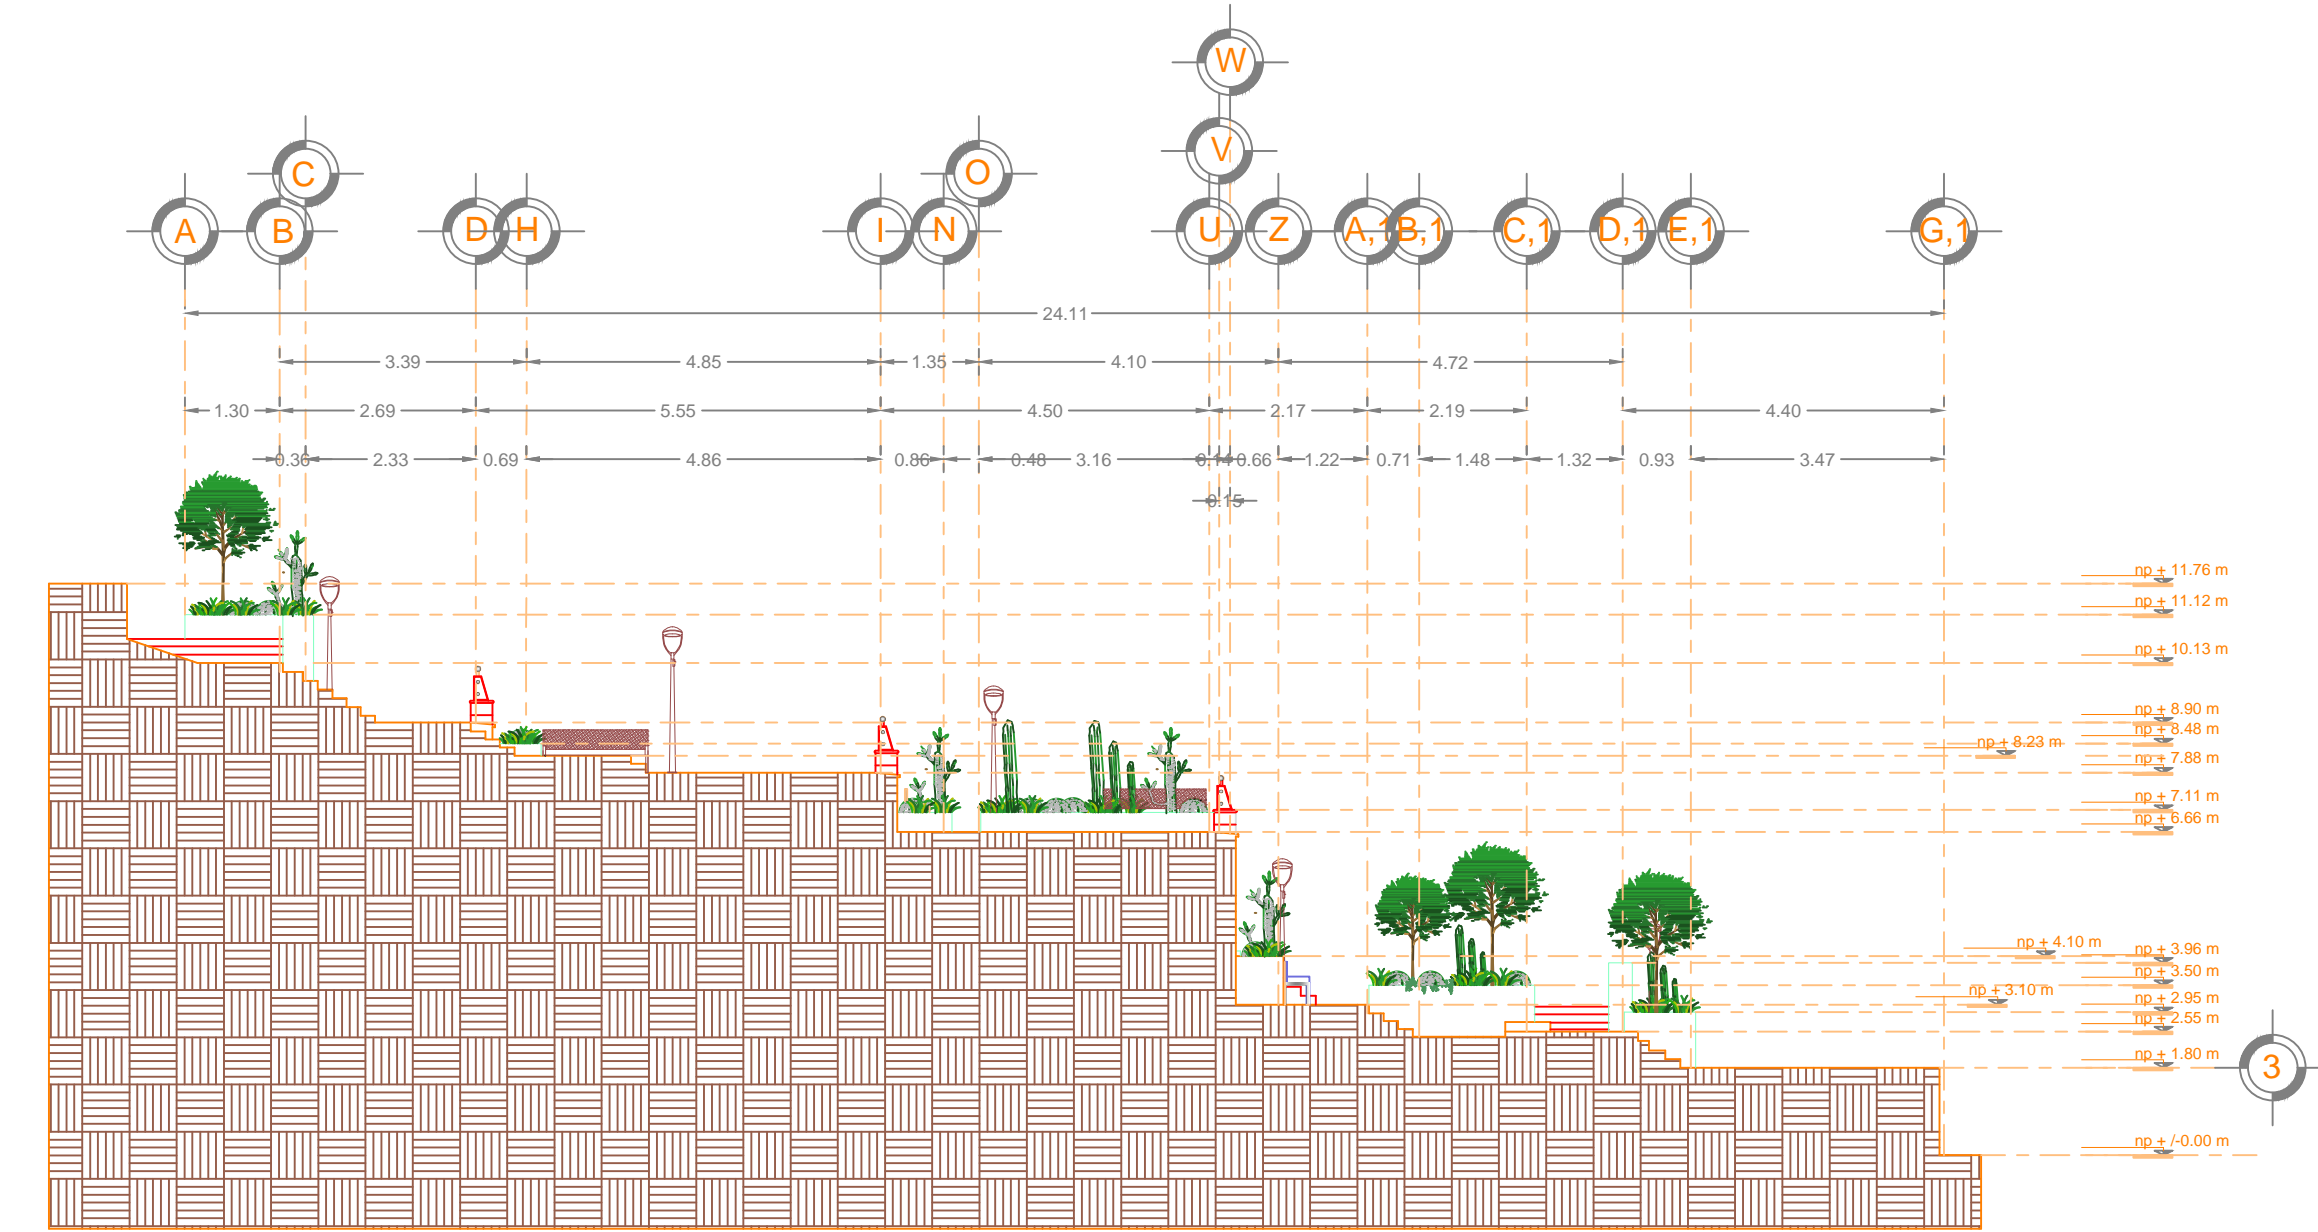 W
V
C
O
A
B
D
H
I
N
U
Z
A,1
B,1
C,1
D,1
E,1
G,1
24.11
3.39
4.85
1.35
4.10
4.72
1.30
2.69
5.55
4.50
2.17
2.19
4.40
0.36
2.33
0.69
4.86
0.86
0.48
3.16
0.14
0.66
1.22
0.71
1.48
1.32
0.93
3.47
0.15
np + 11.76 m
np + 11.12 m
np + 10.13 m
np + 8.90 m
np + 8.48 m
np + 8.23 m
np + 7.88 m
np + 7.11 m
np + 6.66 m
np + 4.10 m
np + 3.96 m
np + 3.50 m
np + 3.10 m
np + 2.95 m
np + 2.55 m
np + 1.80 m
3
np + /-0.00 m